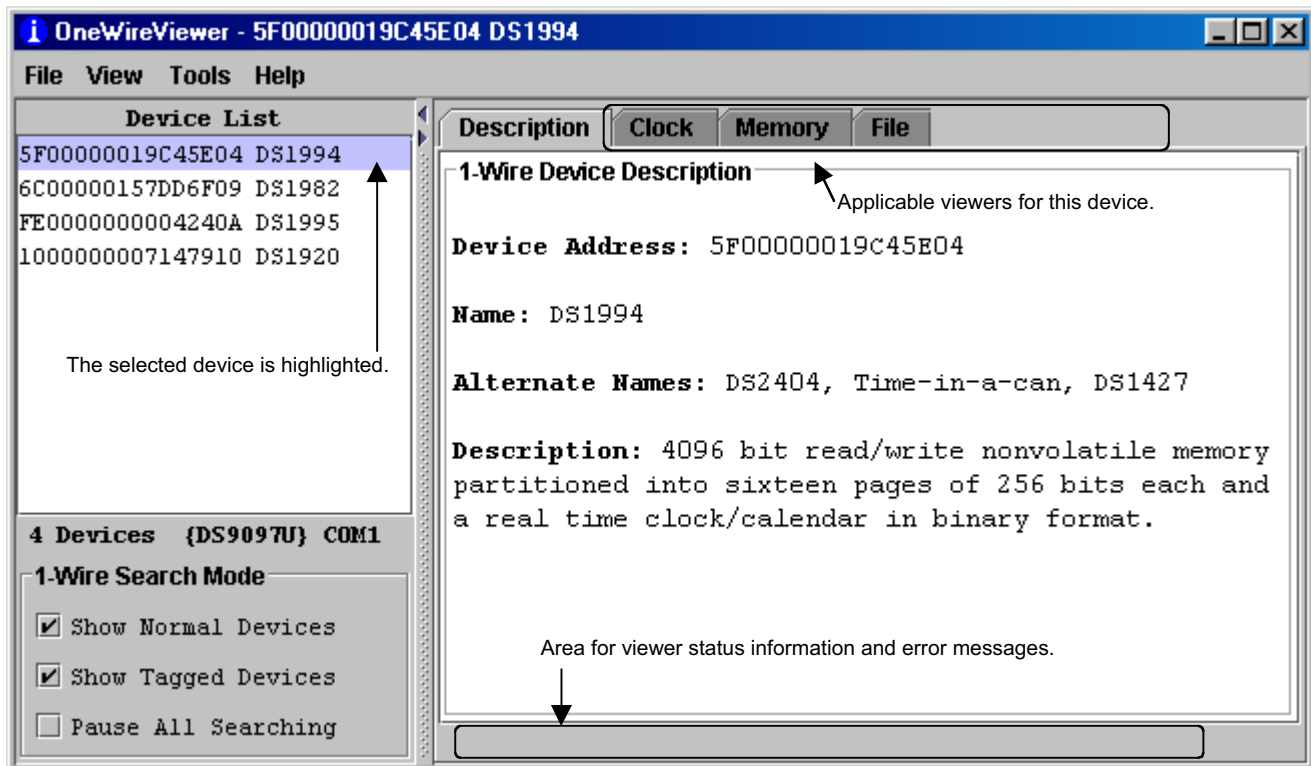 OneWireViewer - 5F00000019C45E04 DS1994
File View Tools Help
Device List
5F00000019C45E04 DS1994
6C00000157DD6F09 DS1982
FE0000000004240A DS1995
1000000007147910 DS1920
The selected device is highlighted.
4 Devices {DS9097U} COM1
1-Wire Search Mode
Show Normal Devices
Show Tagged Devices
Pause All Searching
Description Clock Memory File
1-Wire Device Description
Applicable viewers for this device.
Device Address: 5F00000019C45E04
Name: DS1994
Alternate Names: DS2404, Time-in-a-can, DS1427
Description: 4096 bit read/write nonvolatile memory
partitioned into sixteen pages of 256 bits each and
a real time clock/calendar in binary format.
Area for viewer status information and error messages.